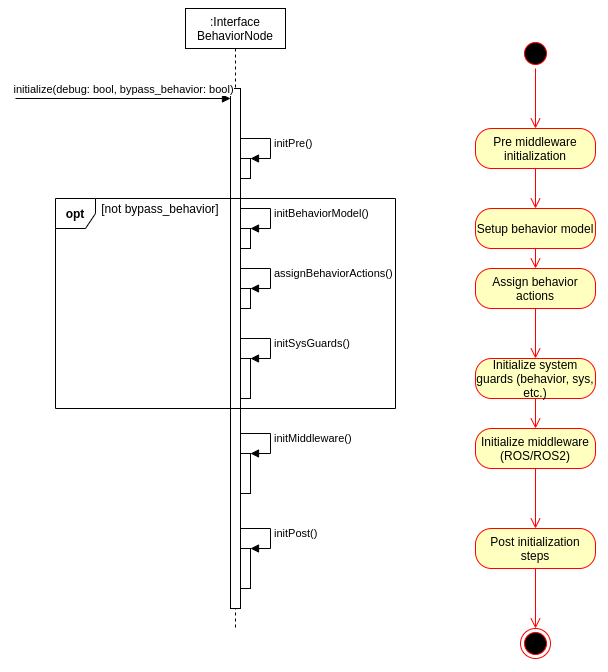 :Interface
BehaviorNode
initialize(debug: bool, bypass_behavior: bool)
initPre()
opt
[not bypass_behavior]
initBehaviorModel()
assignBehaviorActions()
initSysGuards()
initMiddleware()
initPost()
Pre middleware
initialization
Setup behavior model
Assign behavior
actions
Initialize system
guards (behavior, sys,
etc.)
Initialize middleware
(ROS/ROS2)
Post initialization
steps